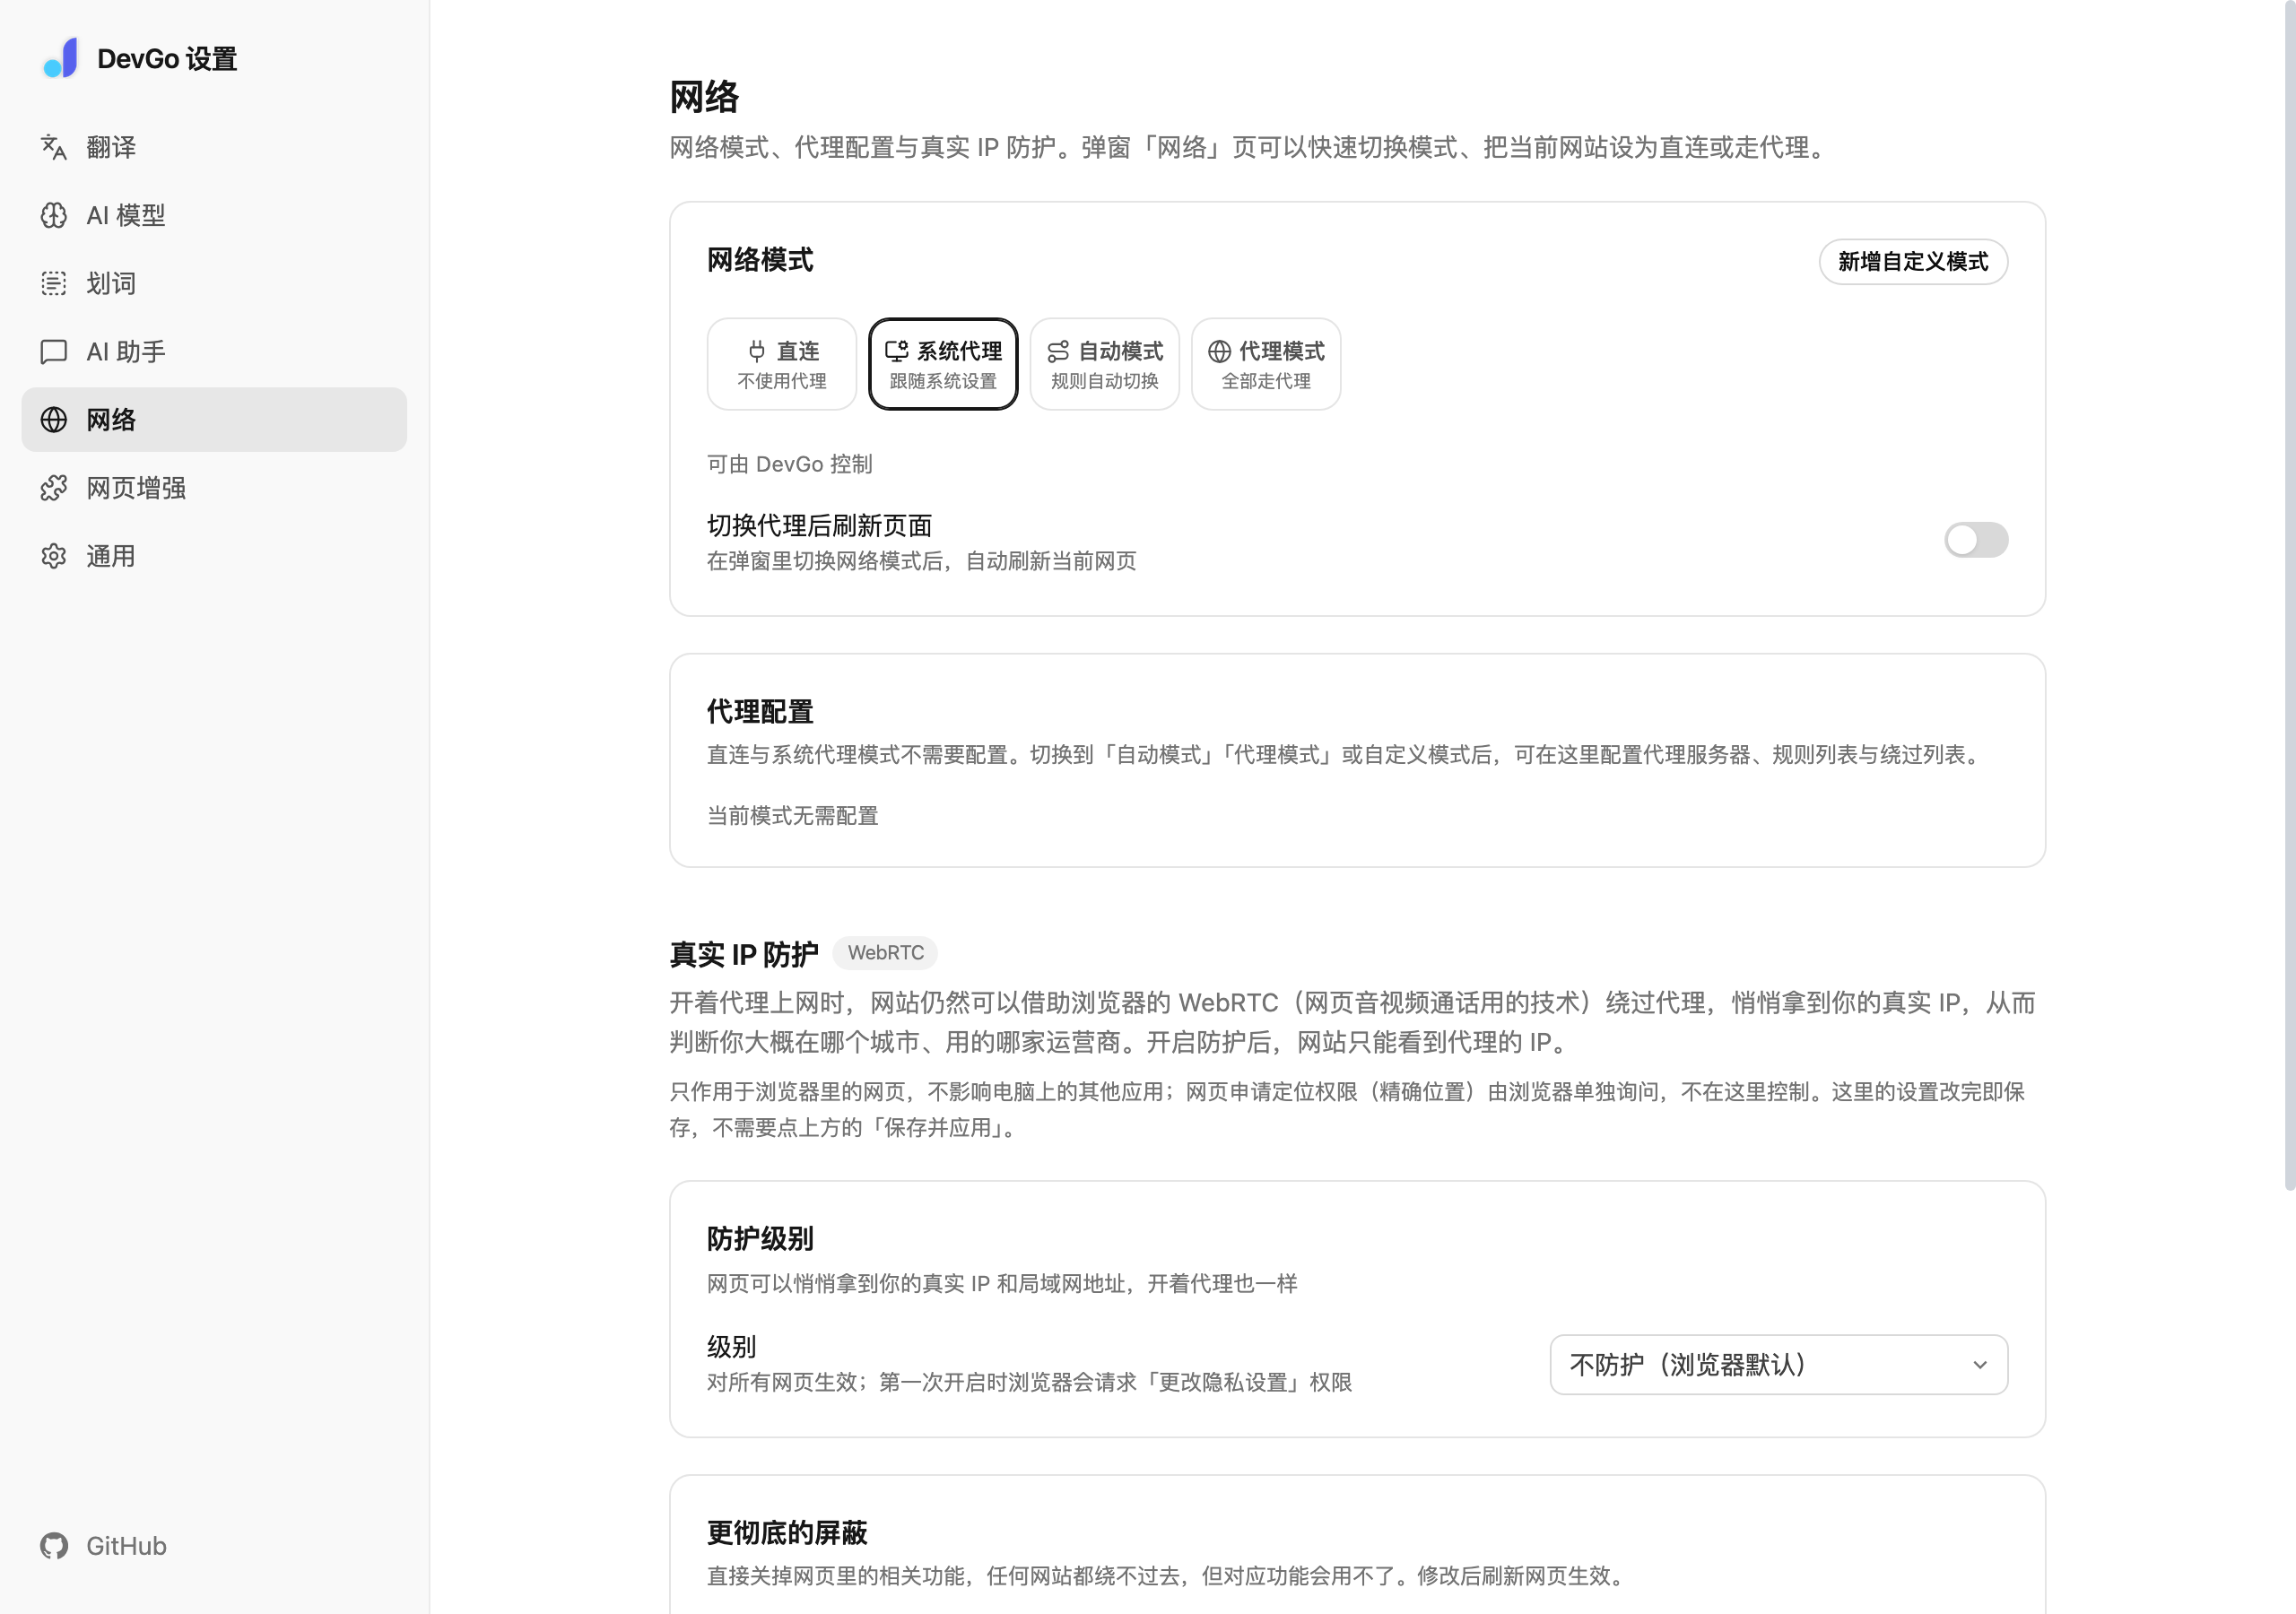 DevGo 设置
翻译
AI 模型
划词
AI 助手
网络
网页增强
通用
GitHub
网络
网络模式、代理配置与真实 IP 防护。弹窗「网络」页可以快速切换模式、把当前网站设为直连或走代理。
网络模式
新增自定义模式
直连
不使用代理
系统代理
跟随系统设置
自动模式
规则自动切换
代理模式
全部走代理
可由 DevGo 控制
切换代理后刷新页面
在弹窗里切换网络模式后，自动刷新当前网页
代理配置
直连与系统代理模式不需要配置。切换到「自动模式」「代理模式」或自定义模式后，可在这里配置代理服务器、规则列表与绕过列表。
当前模式无需配置
真实 IP 防护 WebRTC
开着代理上网时，网站仍然可以借助浏览器的 WebRTC（网页音视频通话用的技术）绕过代理，悄悄拿到你的真实 IP，从而
判断你大概在哪个城市、用的哪家运营商。开启防护后，网站只能看到代理的 IP。
只作用于浏览器里的网页，不影响电脑上的其他应用；网页申请定位权限（精确位置）由浏览器单独询问，不在这里控制。这里的设置改完即保
存，不需要点上方的「保存并应用」。
防护级别
网页可以悄悄拿到你的真实 IP 和局域网地址，开着代理也一样
级别
对所有网页生效；第一次开启时浏览器会请求「更改隐私设置」权限
不防护（浏览器默认）
更彻底的屏蔽
直接关掉网页里的相关功能，任何网站都绕不过去，但对应功能会用不了。修改后刷新网页生效。